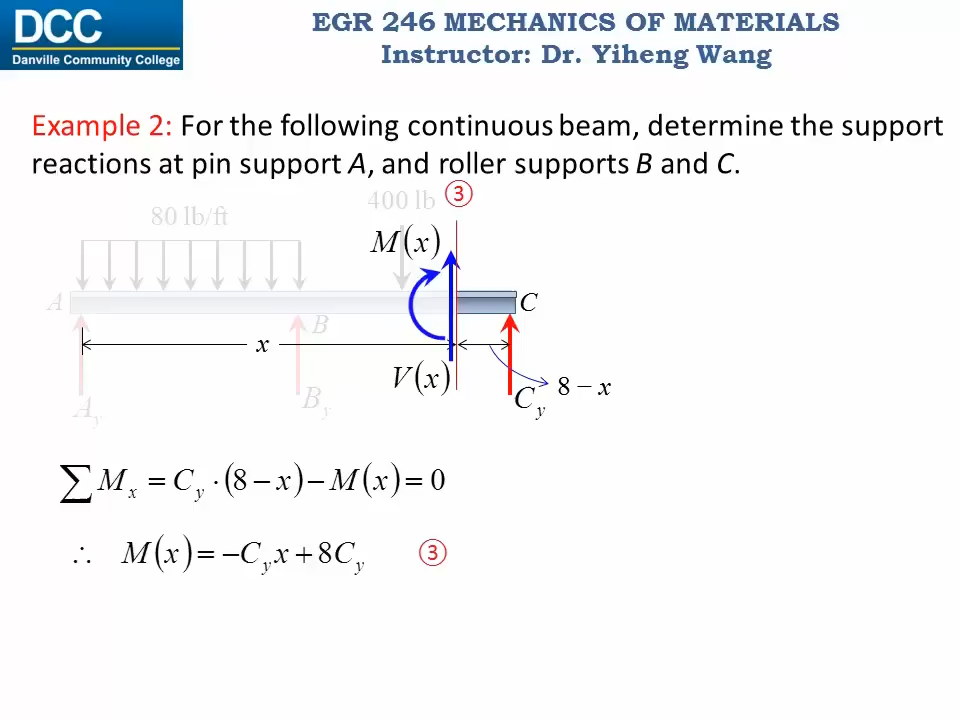 DCC
Danville Community College
EGR 246 MECHANICS OF MATERIALS
Instructor: Dr. Yiheng Wang
Example 2: For the following continuous beam, determine the support
reactions at pin support A, and roller supports B and C.
80 lb/ft
400 lb
③
M(x)
A
B
C
x
V(x)
8 − x
A_y
B_y
C_y
∑ M_x = C_y · (8 − x) − M(x) = 0
∴ M(x) = −C_y x + 8C_y ③